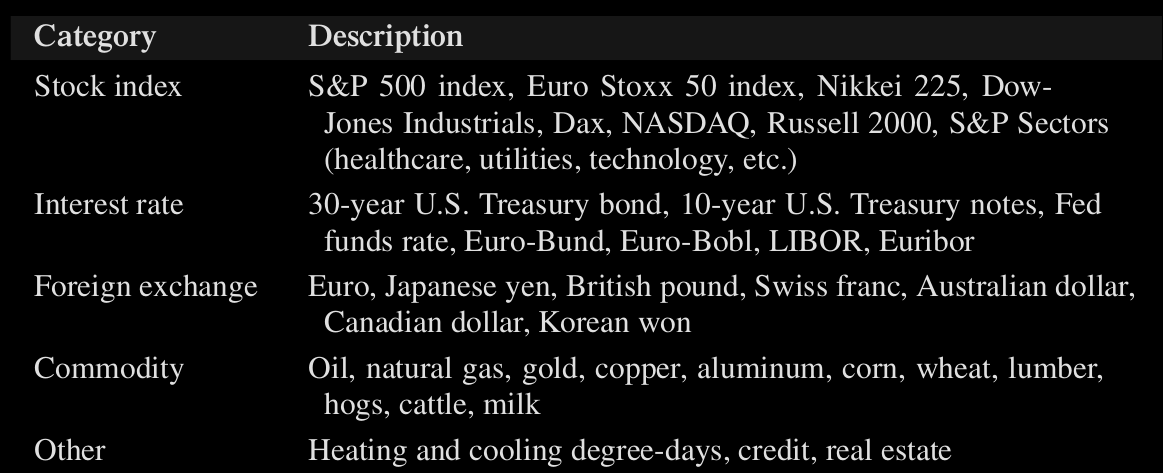 Category Description
Stock index S&P 500 index, Euro Stoxx 50 index, Nikkei 225, Dow-
Jones Industrials, Dax, NASDAQ, Russell 2000, S&P Sectors
(healthcare, utilities, technology, etc.)
Interest rate 30-year U.S. Treasury bond, 10-year U.S. Treasury notes, Fed
funds rate, Euro-Bund, Euro-Bobl, LIBOR, Euribor
Foreign exchange Euro, Japanese yen, British pound, Swiss franc, Australian dollar,
Canadian dollar, Korean won
Commodity Oil, natural gas, gold, copper, aluminum, corn, wheat, lumber,
hogs, cattle, milk
Other Heating and cooling degree-days, credit, real estate